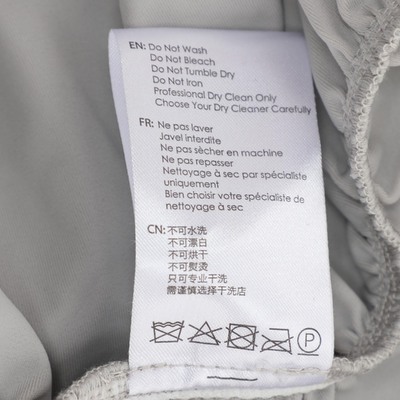 EN: Do Not Wash
Do Not Bleach
Do Not Tumble Dry
Do Not Iron
Professional Dry Clean Only
Choose Your Dry Cleaner Carefully
FR: Ne pas laver
Javel interdite
Ne pas sècher en machine
Ne pas repasser
Nettoyage à sec par spécialiste
uniquement
Bien choisir votre spécialiste de
nettoyage à sec
CN: 不可水洗
不可漂白
不可烘干
不可熨烫
只可专业干洗
需谨慎选择干洗店
P